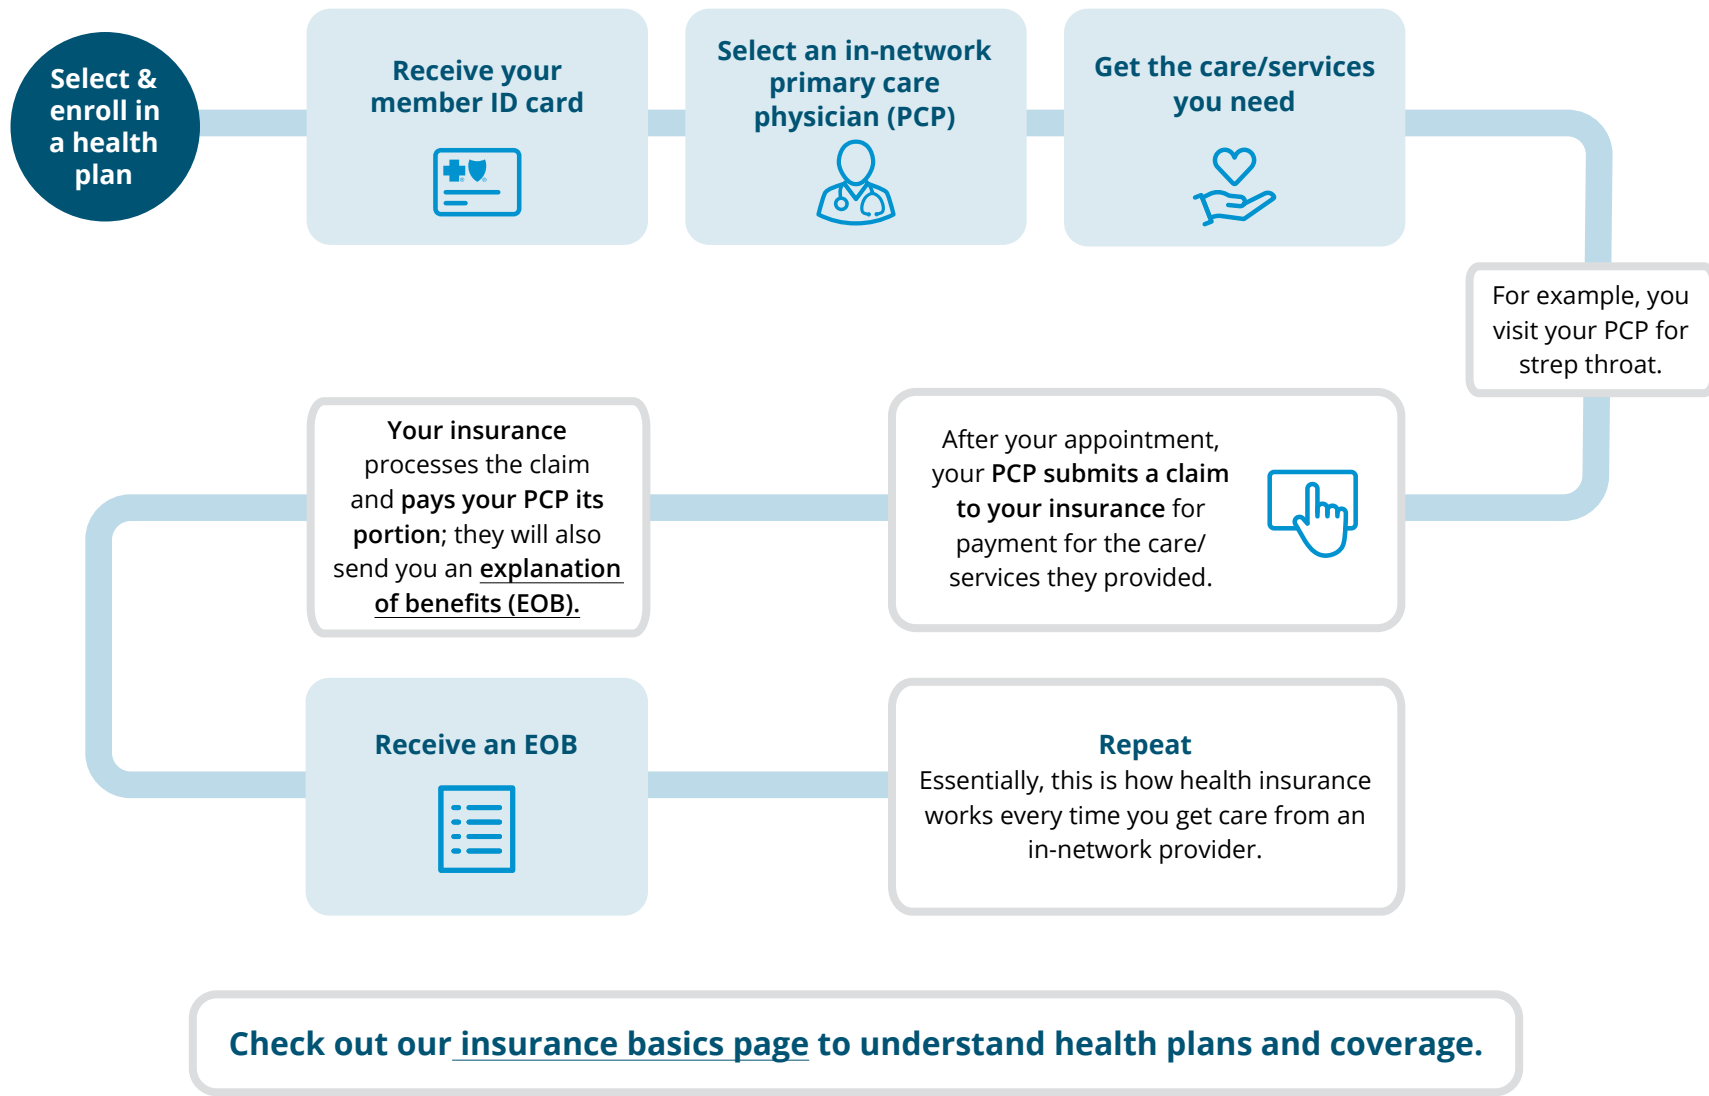 Select &
enroll in
a health
plan
Receive your
member ID card
Select an in-network
primary care
physician (PCP)
Get the care/services
you need
For example, you
visit your PCP for
strep throat.
After your appointment,
your PCP submits a claim
to your insurance for
payment for the care/
services they provided.
Your insurance
processes the claim
and pays your PCP its
portion; they will also
send you an explanation
of benefits (EOB).
Receive an EOB
Repeat
Essentially, this is how health insurance
works every time you get care from an
in-network provider.
Check out our insurance basics page to understand health plans and coverage.